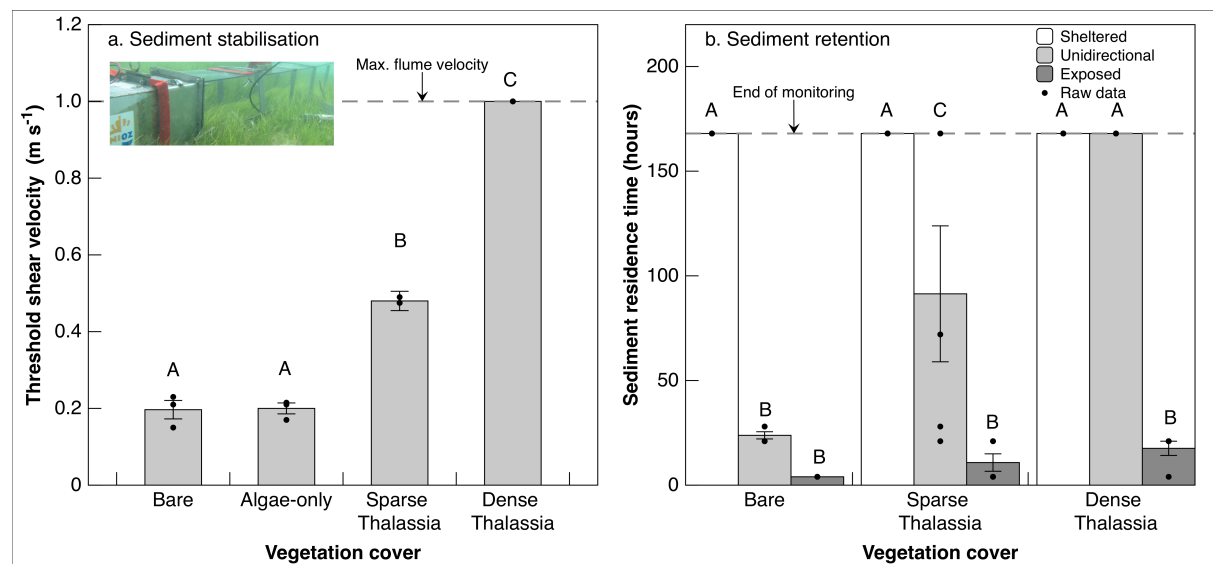 a. Sediment stabilisation
Max. flume velocity
Threshold shear velocity (m s-1)
1.2
1.0
0.8
0.6
0.4
0.2
0
A
A
B
C
Bare
Algae-only
Sparse
Thalassia
Dense
Thalassia
Vegetation cover
b. Sediment retention
Sheltered
Unidirectional
Exposed
Raw data
End of monitoring
Sediment residence time (hours)
200
150
100
50
0
A
B
B
A
C
B
A
A
B
Bare
Sparse
Thalassia
Dense
Thalassia
Vegetation cover